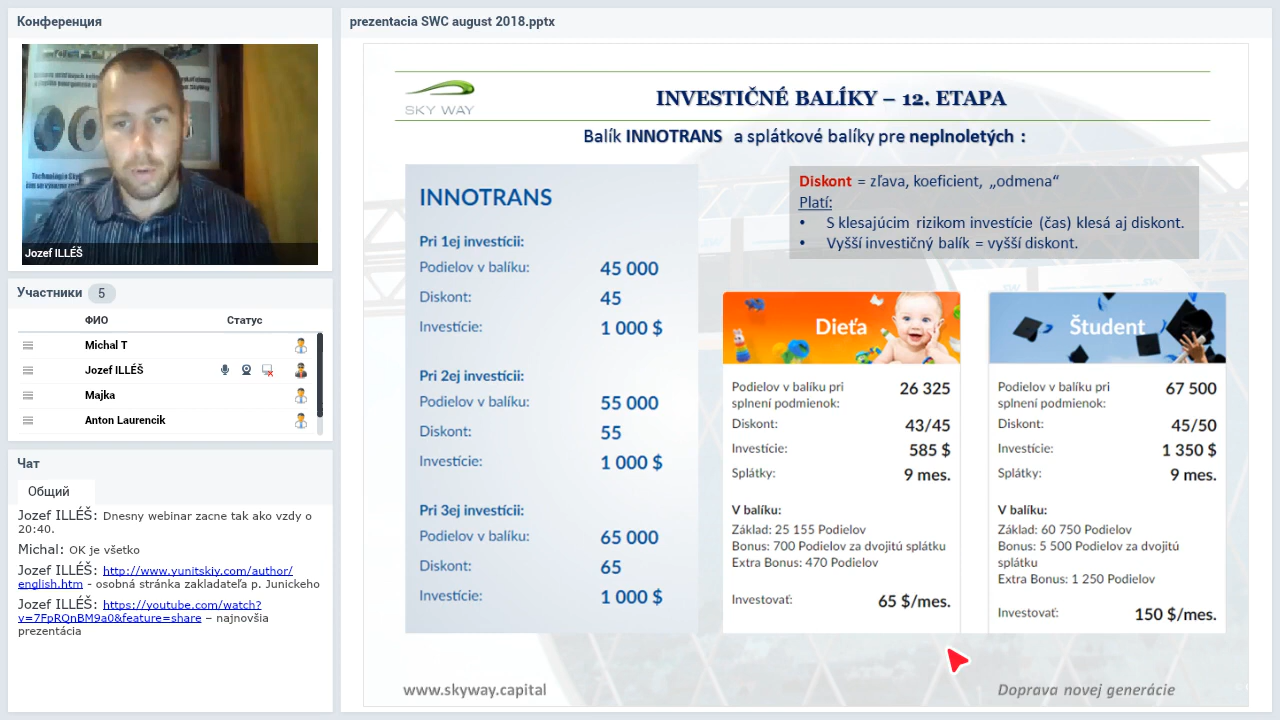 Конференция
Jozef ILLÉŠ
Участники 5
ФИО Статус
Michal T
Jozef ILLÉŠ
Majka
Anton Laurencik
Чат
Общий
Jozef ILLÉŠ: Dnesny webinar zacne tak ako vzdy o
20:40.
Michal: OK je všetko
Jozef ILLÉŠ: http://www.yunitskiy.com/author/
english.htm - osobná stránka zakladateľa p. Junickeho
Jozef ILLÉŠ: https://youtube.com/watch?
v=7FpRQnBM9a0&feature=share – najnovšia
prezentácia
prezentacia SWC august 2018.pptx
SKY WAY
INVESTIČNÉ BALÍKY – 12. ETAPA
Balík INNOTRANS a splátkové balíky pre neplnoletých :
INNOTRANS
Pri 1ej investícii:
Podielov v balíku: 45 000
Diskont: 45
Investície: 1 000 $
Pri 2ej investícii:
Podielov v balíku: 55 000
Diskont: 55
Investície: 1 000 $
Pri 3ej investícii:
Podielov v balíku: 65 000
Diskont: 65
Investície: 1 000 $
Diskont = zľava, koeficient, „odmena“
Platí:
• S klesajúcim rizikom investície (čas) klesá aj diskont.
• Vyšší investičný balík = vyšší diskont.
Dieťa
Podielov v balíku pri
splnení podmienok: 26 325
Diskont: 43/45
Investície: 585 $
Splátky: 9 mes.
V balíku:
Základ: 25 155 Podielov
Bonus: 700 Podielov za dvojitú splátku
Extra Bonus: 470 Podielov
Investovať: 65 $/mes.
Študent
Podielov v balíku pri
splnení podmienok: 67 500
Diskont: 45/50
Investície: 1 350 $
Splátky: 9 mes.
V balíku:
Základ: 60 750 Podielov
Bonus: 5 500 Podielov za dvojitú
splátku
Extra Bonus: 1 250 Podielov
Investovať: 150 $/mes.
www.skyway.capital
Doprava novej generácie